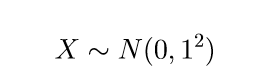 X ∼ N(0, 1²)